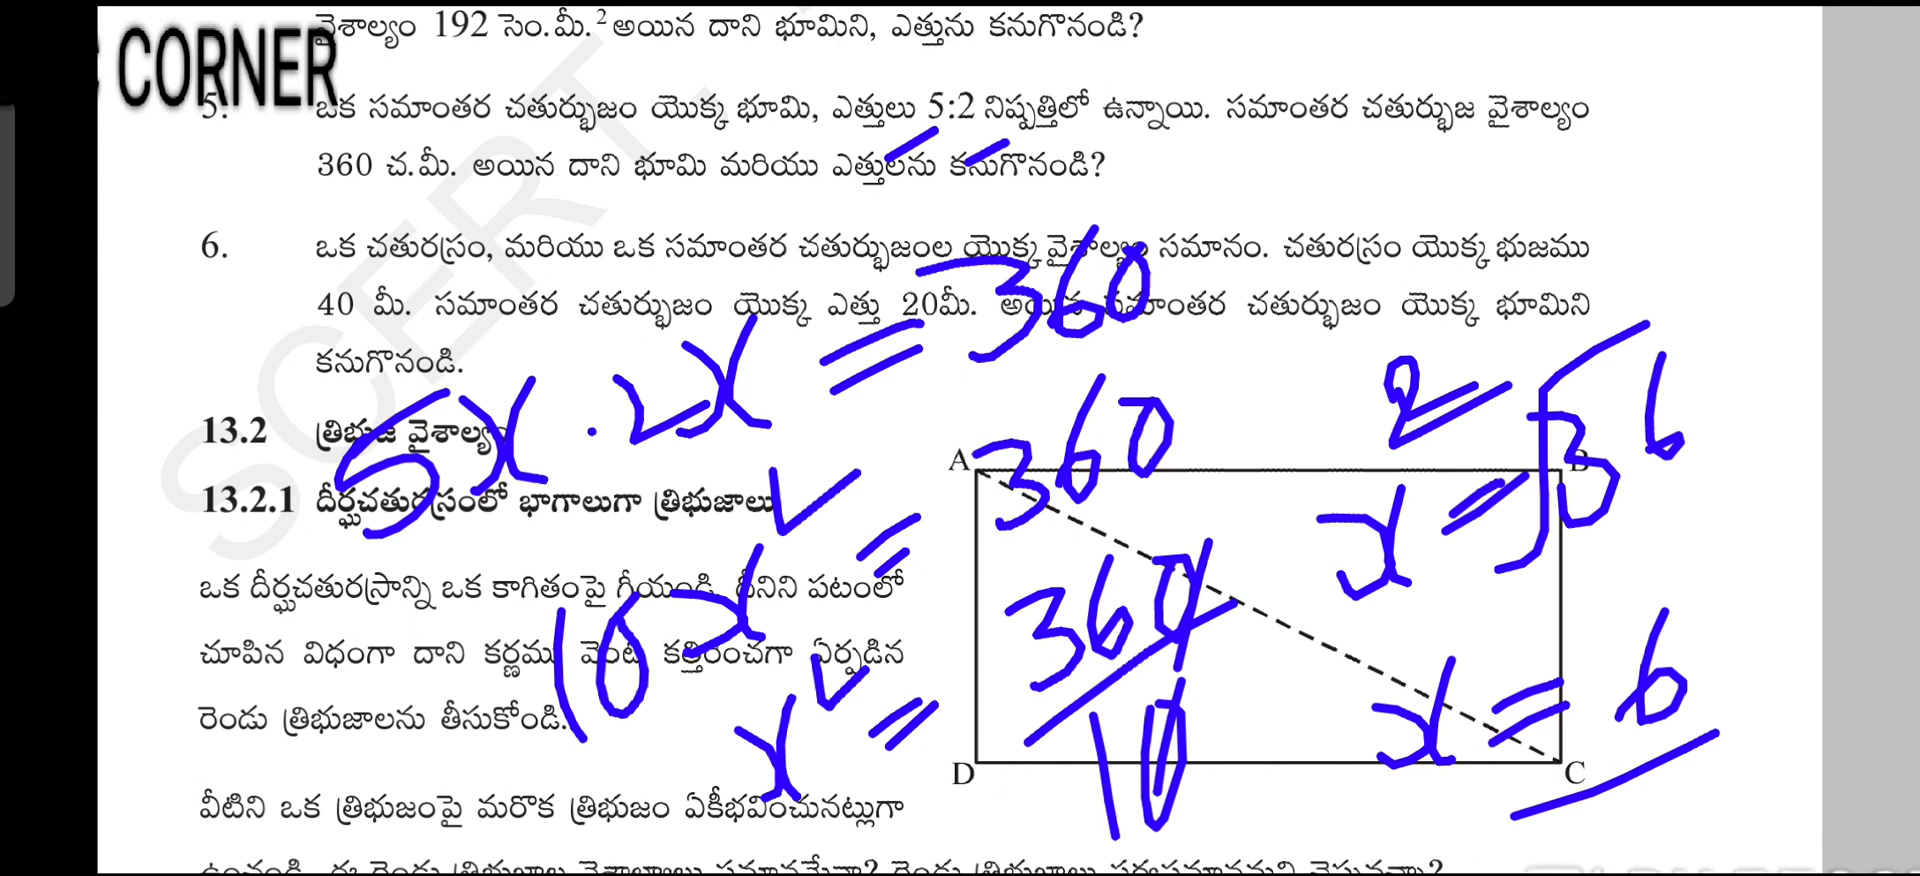 వైశాల్యం 192 సెం.మీ.² అయిన దాని భూమిని, ఎత్తును కనుగొనండి?
CORNER
5. ఒక సమాంతర చతుర్భుజం యొక్క భూమి, ఎత్తులు 5:2 నిష్పత్తిలో ఉన్నాయి. సమాంతర చతుర్భుజ వైశాల్యం
360 చ.మీ. అయిన దాని భూమి మరియు ఎత్తులను కనుగొనండి?
6. ఒక చతురస్రం, మరియు ఒక సమాంతర చతుర్భుజంల యొక్క వైశాల్యం సమానం. చతురస్రం యొక్క భుజము
40 మీ. సమాంతర చతుర్భుజం యొక్క ఎత్తు 20మీ. అయిన సమాంతర చతుర్భుజం యొక్క భూమిని
కనుగొనండి.
5x . 2x = 360
13.2 త్రిభుజ వైశాల్యం
13.2.1 దీర్ఘచతురస్రంలో భాగాలుగా త్రిభుజాలు
ఒక దీర్ఘచతురస్రాన్ని ఒక కాగితంపై గీయండి. దీనిని పటంలో
చూపిన విధంగా దాని కర్ణము వెంట కత్తిరించగా ఏర్పడిన
రెండు త్రిభుజాలను తీసుకోండి.
వీటిని ఒక త్రిభుజంపై మరొక త్రిభుజం ఏకీభవించునట్లుగా
A B
D C
10x² = 360
x² = 360/10
x² = √36
x = 6
SCERT